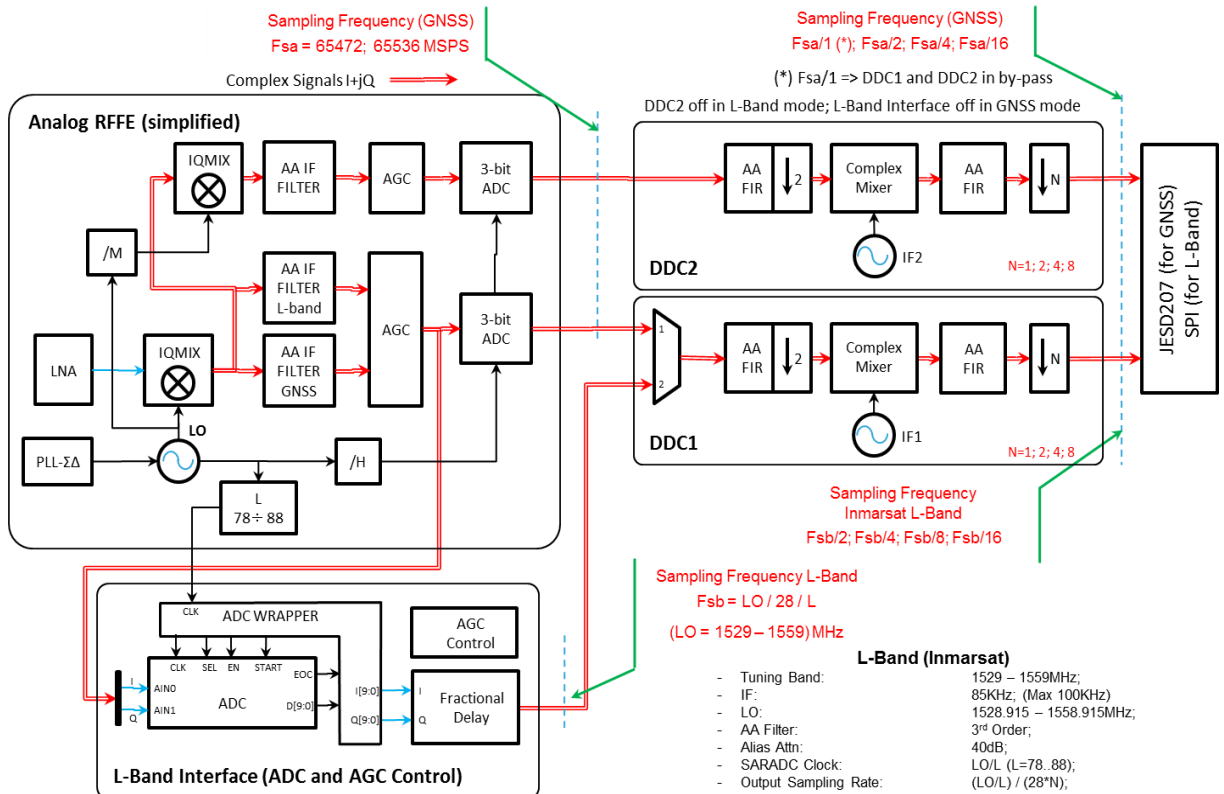 Sampling Frequency (GNSS)
Fsa = 65472; 65536 MSPS
Sampling Frequency (GNSS)
Fsa/1 (*); Fsa/2; Fsa/4; Fsa/16
(*) Fsa/1 => DDC1 and DDC2 in by-pass
DDC2 off in L-Band mode; L-Band Interface off in GNSS mode
Complex Signals I+jQ
Analog RFFE (simplified)
IQMIX
AA IF
FILTER
AGC
3-bit
ADC
/M
AA IF
FILTER
L-band
AGC
3-bit
ADC
LNA
IQMIX
AA IF
FILTER
GNSS
LO
PLL-ΣΔ
/H
L
78÷ 88
AA
FIR
2
Complex
Mixer
AA
FIR
N
IF2
DDC2
N=1; 2; 4; 8
1
2
AA
FIR
2
Complex
Mixer
AA
FIR
N
IF1
DDC1
N=1; 2; 4; 8
JESD207 (for GNSS)
SPI (for L-Band)
Sampling Frequency
Inmarsat L-Band
Fsb/2; Fsb/4; Fsb/8; Fsb/16
Sampling Frequency L-Band
Fsb = LO / 28 / L
(LO = 1529 – 1559) MHz
CLK
ADC WRAPPER
AGC
Control
CLK SEL EN START
I
Q
AIN0
AIN1
ADC
EOC
D[9:0]
I[9:0]
Q[9:0]
I
Q
Fractional
Delay
L-Band Interface (ADC and AGC Control)
L-Band (Inmarsat)
- Tuning Band: 1529 – 1559MHz;
- IF: 85KHz; (Max 100KHz)
- LO: 1528.915 – 1558.915MHz;
- AA Filter: 3rd Order;
- Alias Attn: 40dB;
- SARADC Clock: LO/L (L=78..88);
- Output Sampling Rate: (LO/L) / (28*N);